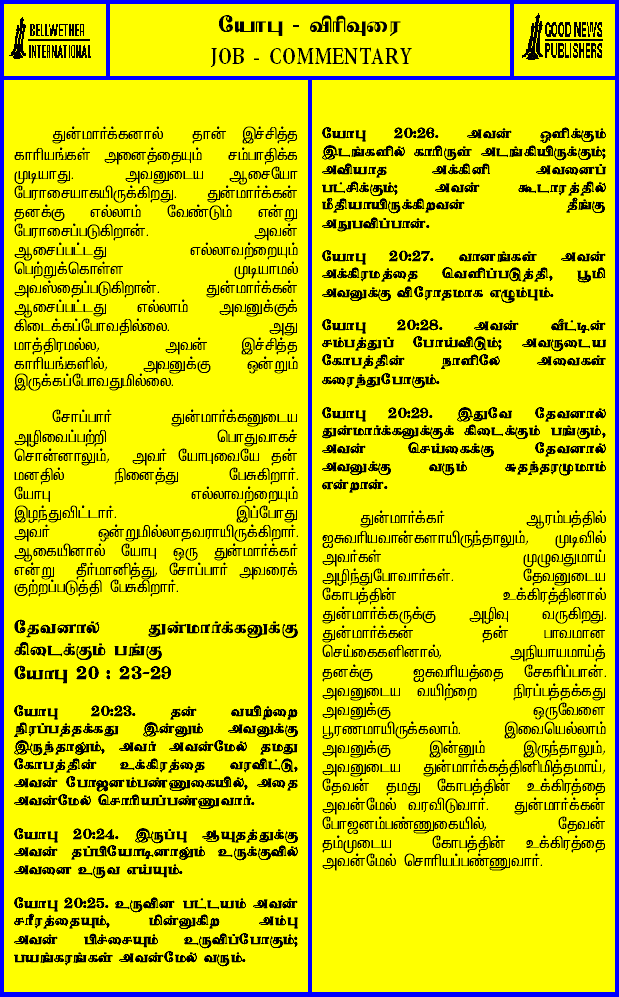 BELLWETHER
INTERNATIONAL
யோபு - விரிவுரை
JOB - COMMENTARY
GOOD NEWS
PUBLISHERS
துன்மார்க்கனால் தான் இச்சித்த
காரியங்கள் அனைத்தையும் சம்பாதிக்க
முடியாது. அவனுடைய ஆசையோ
பேராசையாகயிருக்கிறது. துன்மார்க்கன்
தனக்கு எல்லாம் வேண்டும் என்று
பேராசைப்படுகிறான். அவன்
ஆசைப்பட்டது எல்லாவற்றையும்
பெற்றுக்கொள்ள முடியாமல்
அவஸ்தைப்படுகிறான். துன்மார்க்கன்
ஆசைப்பட்டது எல்லாம் அவனுக்குக்
கிடைக்கப்போவதில்லை. அது
மாத்திரமல்ல, அவன் இச்சித்த
காரியங்களில், அவனுக்கு ஒன்றும்
இருக்கப்போவதுமில்லை.
சோப்பார் துன்மார்க்கனுடைய
அழிவைப்பற்றி பொதுவாகச்
சொன்னாலும், அவர் யோபுவையே தன்
மனதில் நினைத்து பேசுகிறார்.
யோபு எல்லாவற்றையும்
இழந்துவிட்டார். இப்போது
அவர் ஒன்றுமில்லாதவராயிருக்கிறார்.
ஆகையினால் யோபு ஒரு துன்மார்க்கர்
என்று தீர்மானித்து, சோப்பார் அவரைக்
குற்றப்படுத்தி பேசுகிறார்.
தேவனால் துன்மார்க்கனுக்கு
கிடைக்கும் பங்கு
யோபு 20 : 23-29
யோபு 20:23. தன் வயிற்றை
நிரப்பத்தக்கது இன்னும் அவனுக்கு
இருந்தாலும், அவர் அவன்மேல் தமது
கோபத்தின் உக்கிரத்தை வரவிட்டு,
அவன் போஜனம்பண்ணுகையில், அதை
அவன்மேல் சொரியப்பண்ணுவார்.
யோபு 20:24. இருப்பு ஆயுதத்துக்கு
அவன் தப்பியோடினாலும் உருக்குவில்
அவனை உருவ எய்யும்.
யோபு 20:25. உருவின பட்டயம் அவன்
சரீரத்தையும், மின்னுகிற அம்பு
அவன் பிச்சையும் உருவிப்போகும்;
பயங்கரங்கள் அவன்மேல் வரும்.
யோபு 20:26. அவன் ஒளிக்கும்
இடங்களில் காரிருள் அடங்கியிருக்கும்;
அவியாத அக்கினி அவனைப்
பட்சிக்கும்; அவன் கூடாரத்தில்
மீதியாயிருக்கிறவன் தீங்கு
அநுபவிப்பான்.
யோபு 20:27. வானங்கள் அவன்
அக்கிரமத்தை வெளிப்படுத்தி, பூமி
அவனுக்கு விரோதமாக எழும்பும்.
யோபு 20:28. அவன் வீட்டின்
சம்பத்துப் போய்விடும்; அவருடைய
கோபத்தின் நாளிலே அவைகள்
கரைந்துபோகும்.
யோபு 20:29. இதுவே தேவனால்
துன்மார்க்கனுக்குக் கிடைக்கும் பங்கும்,
அவன் செய்கைக்கு தேவனால்
அவனுக்கு வரும் சுதந்தரமுமாம்
என்றான்.
துன்மார்க்கர் ஆரம்பத்தில்
ஐசுவரியவான்களாயிருந்தாலும், முடிவில்
அவர்கள் முழுவதுமாய்
அழிந்துபோவார்கள். தேவனுடைய
கோபத்தின் உக்கிரத்தினால்
துன்மார்க்கருக்கு அழிவு வருகிறது.
துன்மார்க்கன் தன் பாவமான
செய்கைகளினால், அநியாயமாய்த்
தனக்கு ஐசுவரியத்தை சேகரிப்பான்.
அவனுடைய வயிற்றை நிரப்பத்தக்கது
அவனுக்கு ஒருவேளை
பூரணமாயிருக்கலாம். இவையெல்லாம்
அவனுக்கு இன்னும் இருந்தாலும்,
அவனுடைய துன்மார்க்கத்தினிமித்தமாய்,
தேவன் தமது கோபத்தின் உக்கிரத்தை
அவன்மேல் வரவிடுவார். துன்மார்க்கன்
போஜனம்பண்ணுகையில், தேவன்
தம்முடைய கோபத்தின் உக்கிரத்தை
அவன்மேல் சொரியப்பண்ணுவார்.